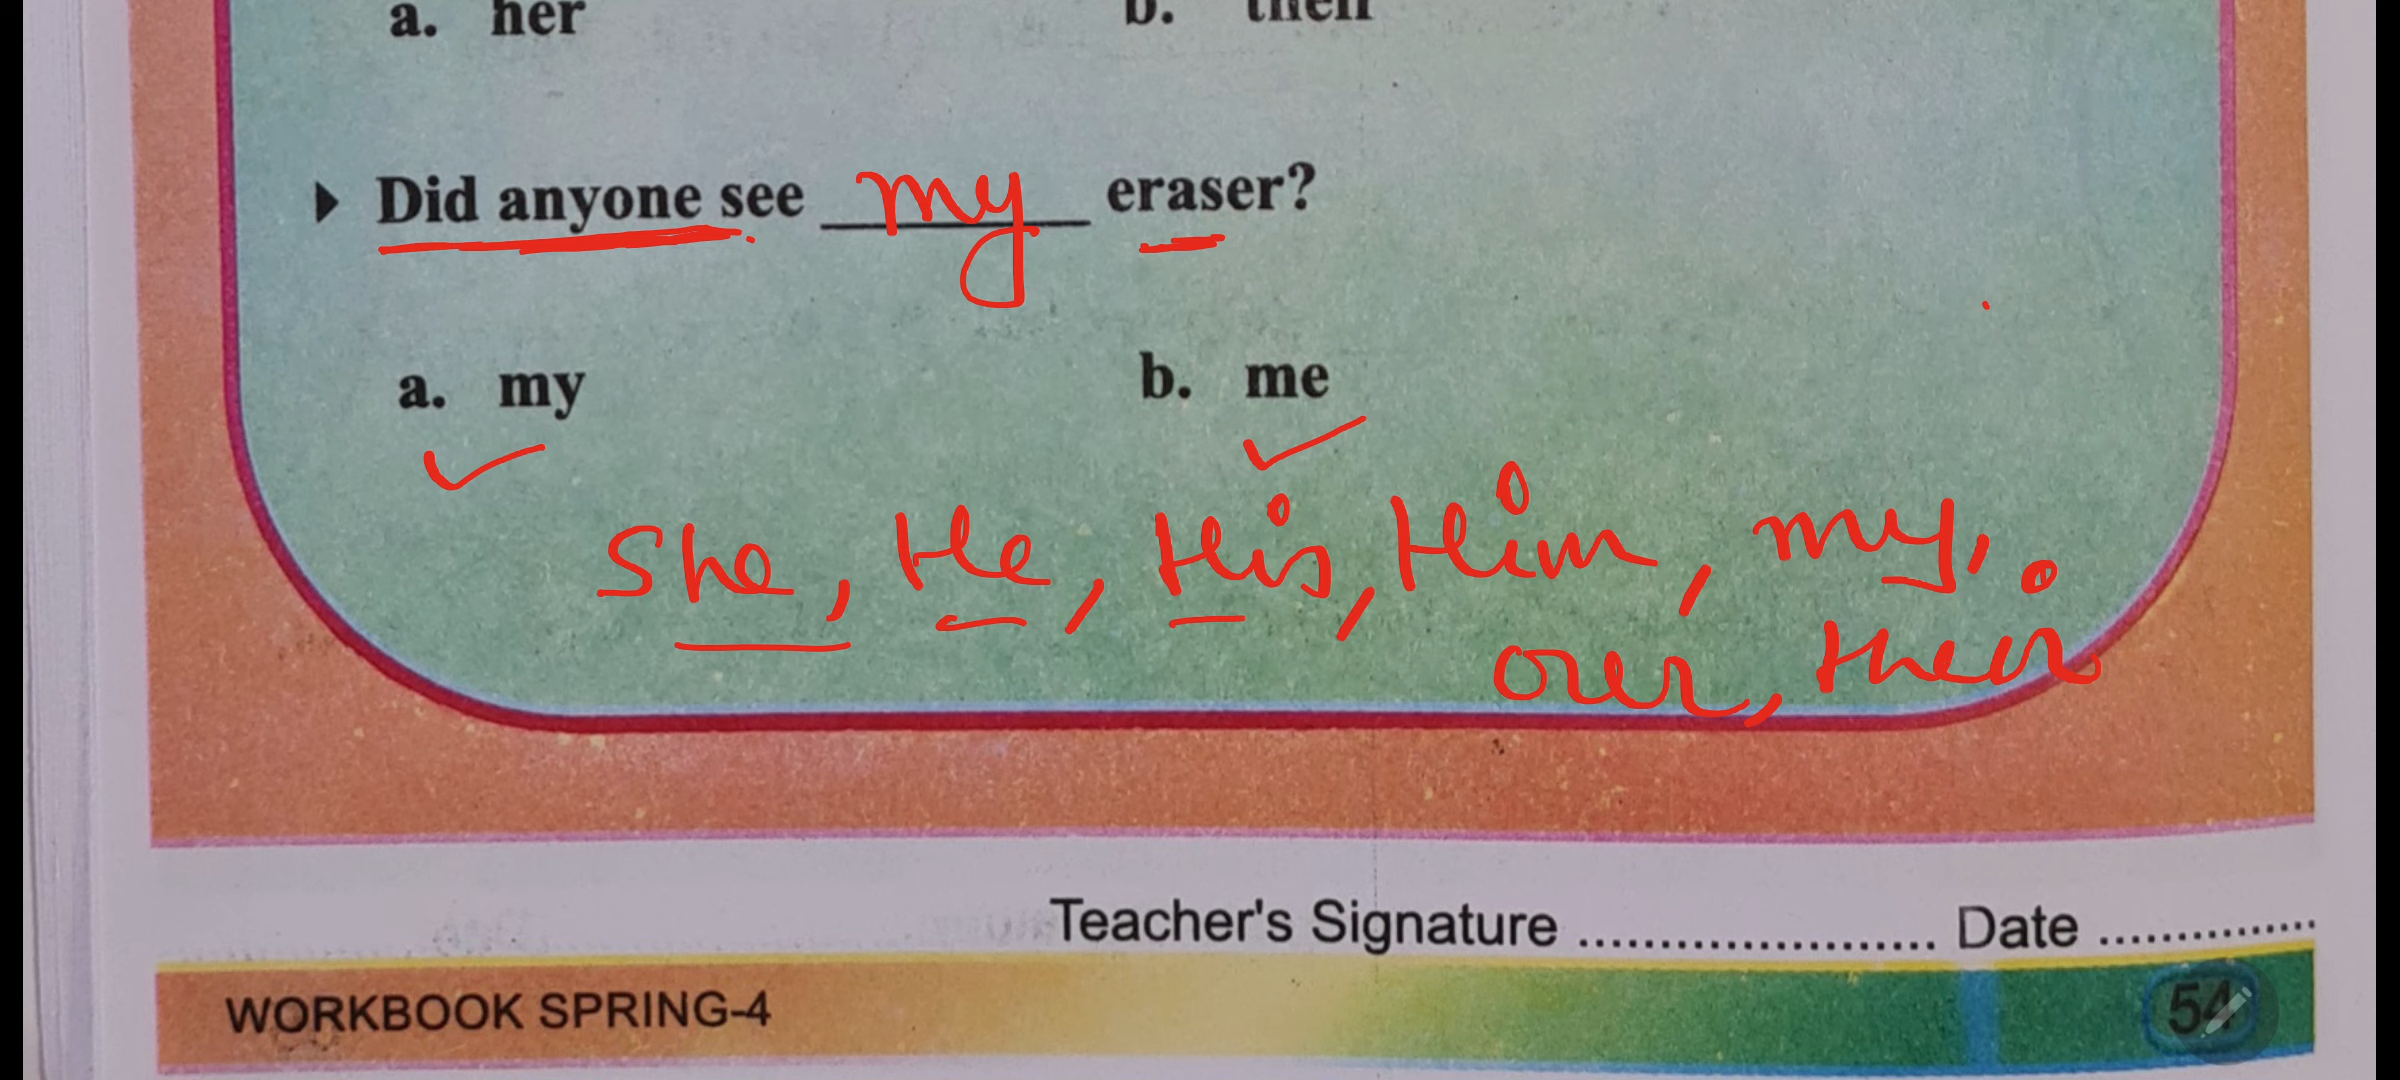 a. her b. their
Did anyone see my eraser?
a. my b. me
She, He, His, Him, my,
our, their
Teacher's Signature ........................ Date ...............
WORKBOOK SPRING-4 54